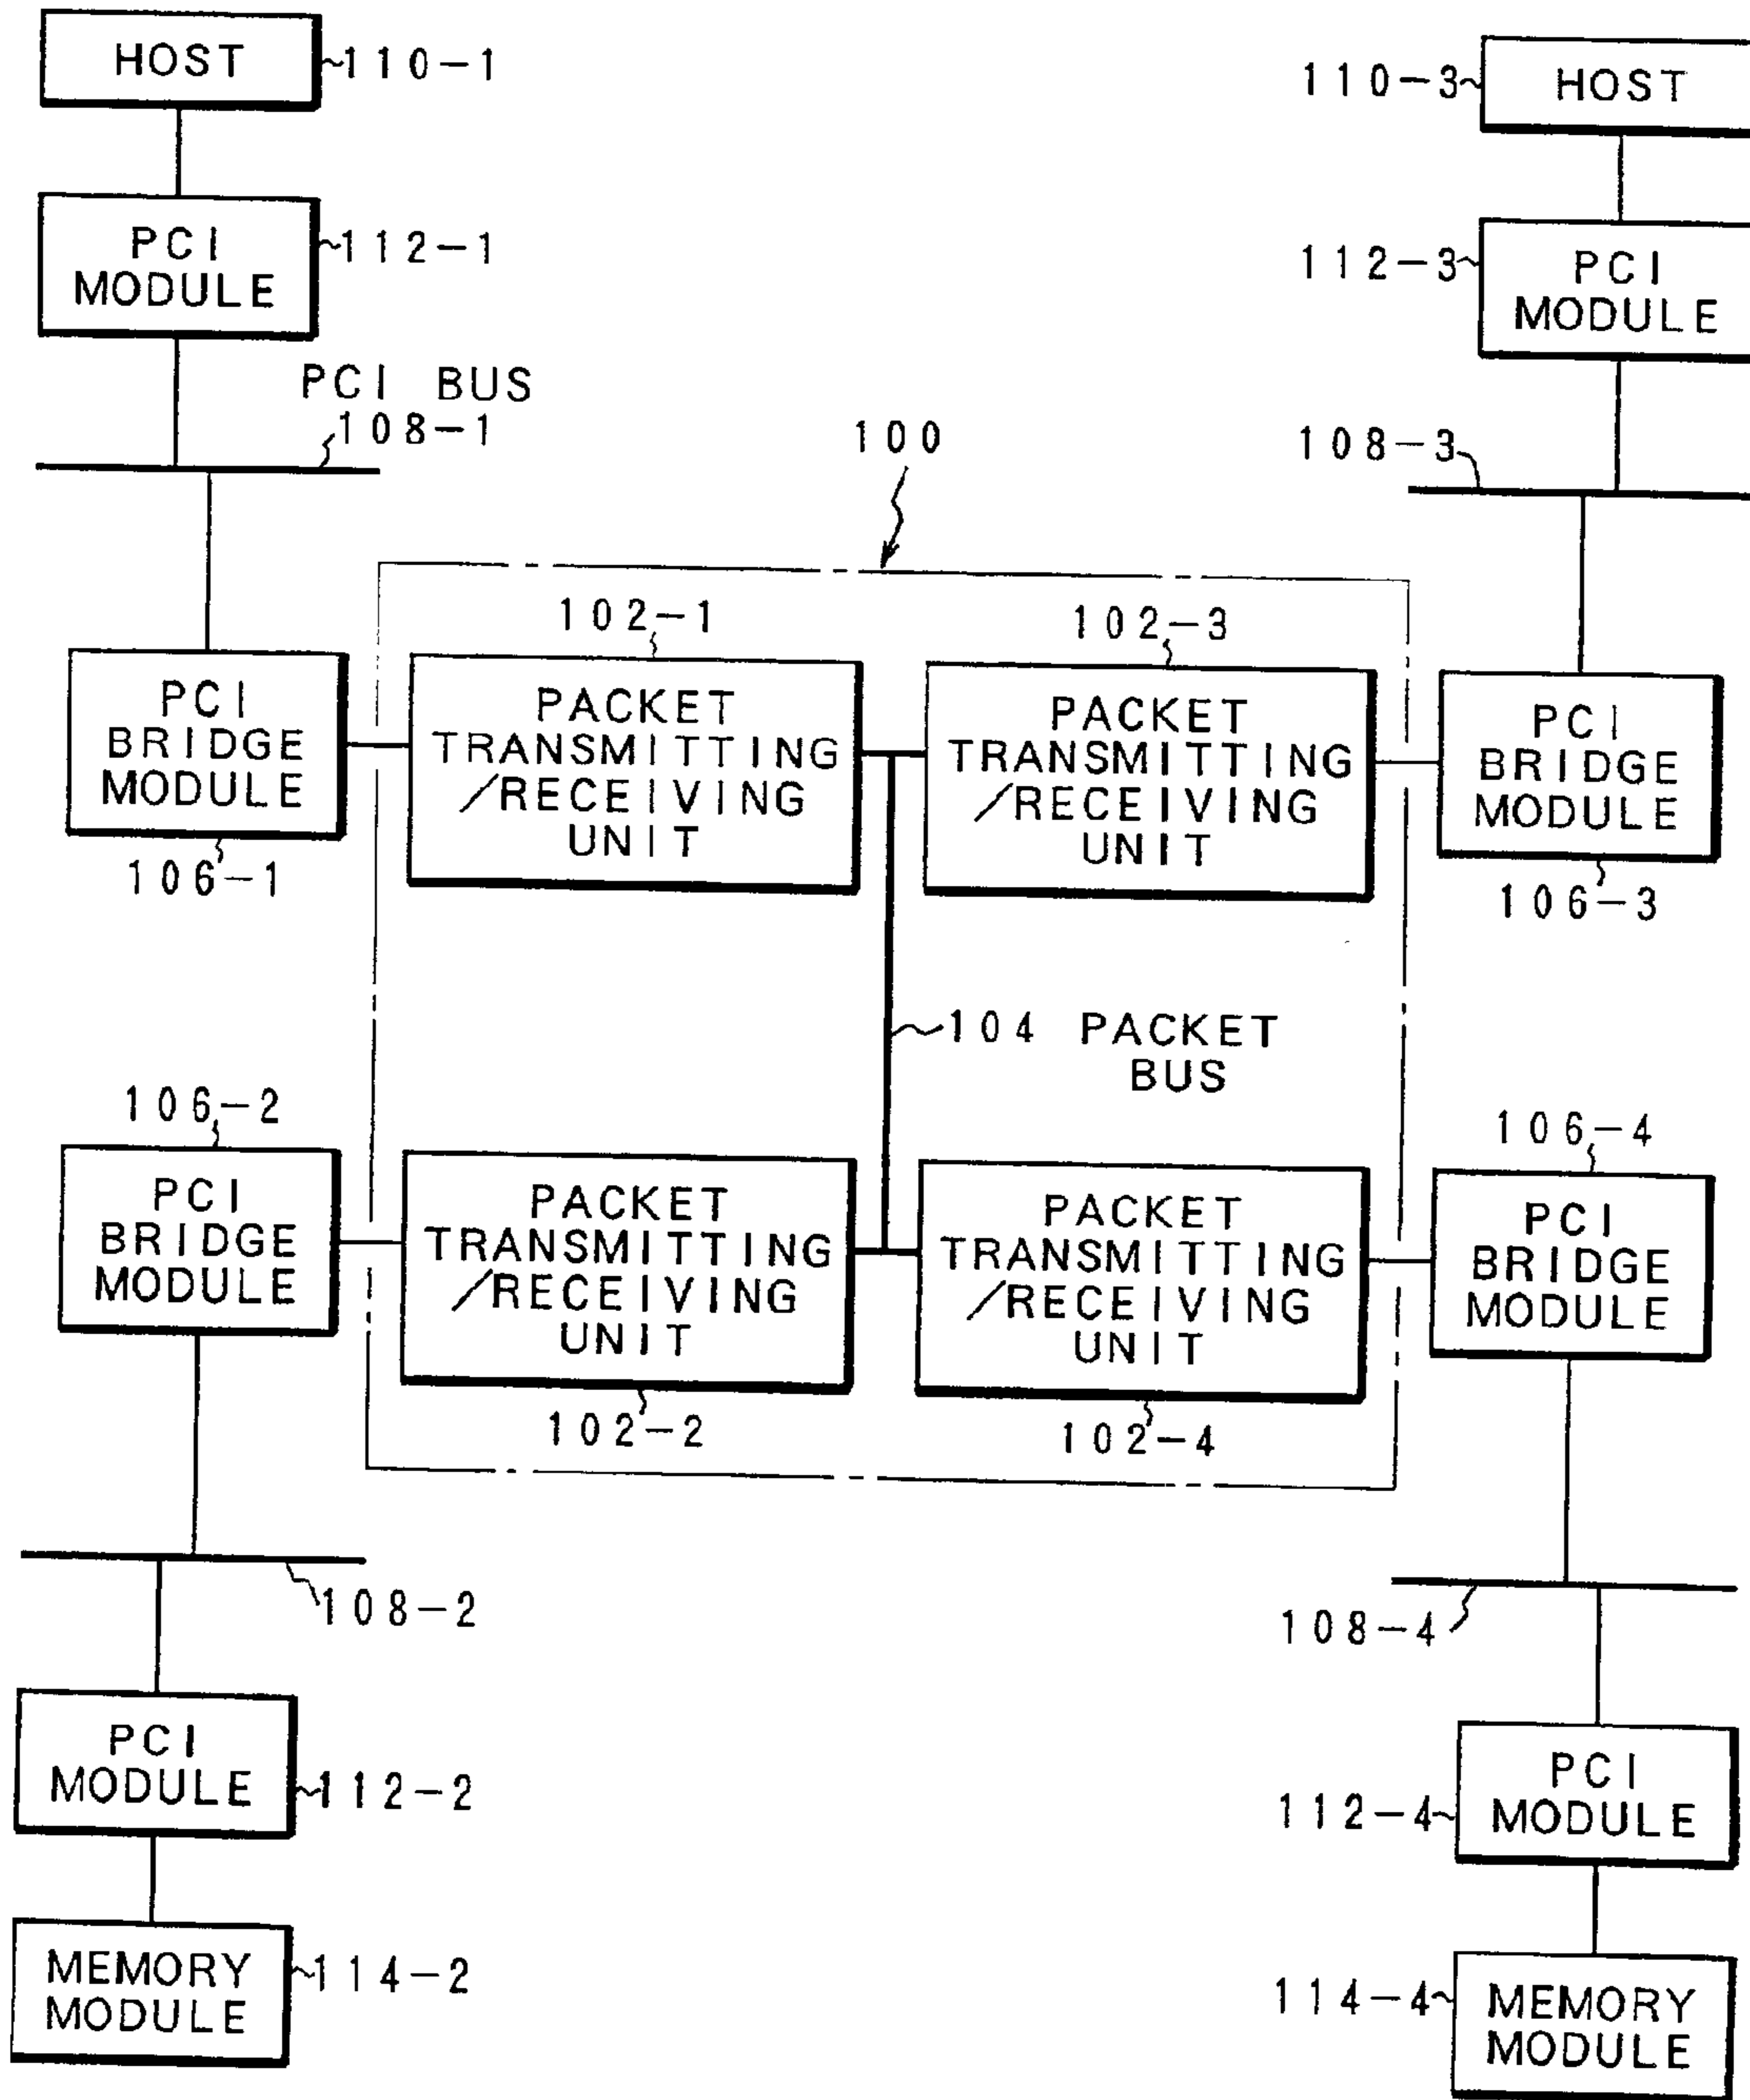 HOST
110-1
110-3
HOST
PCI
MODULE
112-1
112-3
PCI
MODULE
PCI BUS
108-1
100
108-3
102-1
102-3
PCI
BRIDGE
MODULE
106-1
PACKET
TRANSMITTING
/RECEIVING
UNIT
PACKET
TRANSMITTING
/RECEIVING
UNIT
PCI
BRIDGE
MODULE
106-3
104 PACKET
BUS
106-2
106-4
PCI
BRIDGE
MODULE
PACKET
TRANSMITTING
/RECEIVING
UNIT
102-2
PACKET
TRANSMITTING
/RECEIVING
UNIT
102-4
PCI
BRIDGE
MODULE
108-2
108-4
PCI
MODULE
112-2
112-4
PCI
MODULE
MEMORY
MODULE
114-2
114-4
MEMORY
MODULE